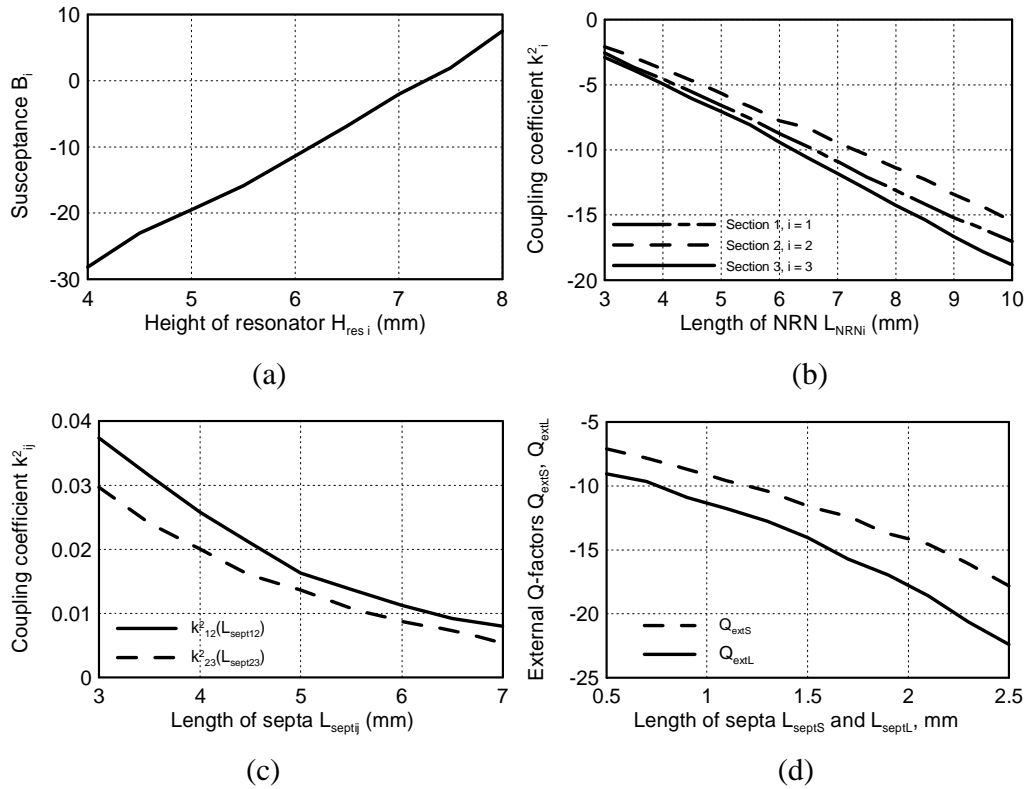 10
0
-10
-20
-30
Susceptance B_i
4 5 6 7 8
Height of resonator H_res i (mm)
(a)
0
-5
-10
-15
-20
Coupling coefficient k²_i
Section 1, i = 1
Section 2, i = 2
Section 3, i = 3
3 4 5 6 7 8 9 10
Length of NRN L_NRNi (mm)
(b)
0.04
0.03
0.02
0.01
0
Coupling coefficient k²_ij
k²_12(L_sept12)
k²_23(L_sept23)
3 4 5 6 7
Length of septa L_septij (mm)
(c)
-5
-10
-15
-20
-25
External Q-factors Q_extS, Q_extL
Q_extS
Q_extL
0.5 1 1.5 2 2.5
Length of septa L_septS and L_septL, mm
(d)